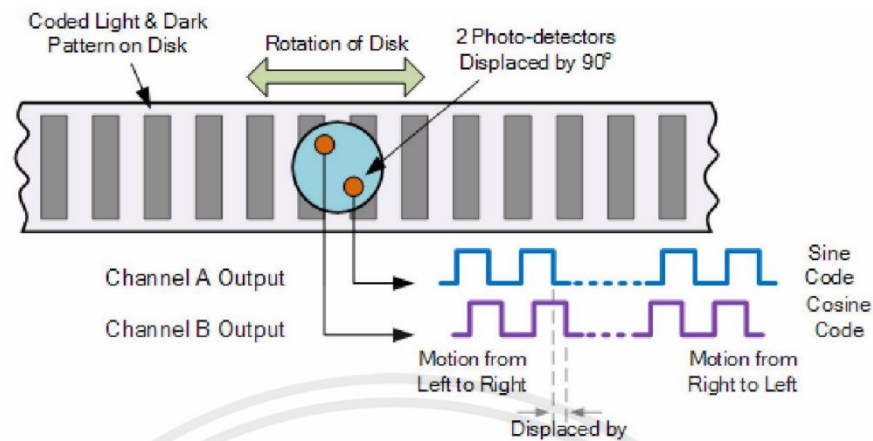 Coded Light & Dark
Pattern on Disk
Rotation of Disk
2 Photo-detectors
Displaced by 90°
Channel A Output
Sine
Code
Channel B Output
Cosine
Code
Motion from
Left to Right
Motion from
Right to Left
Displaced by